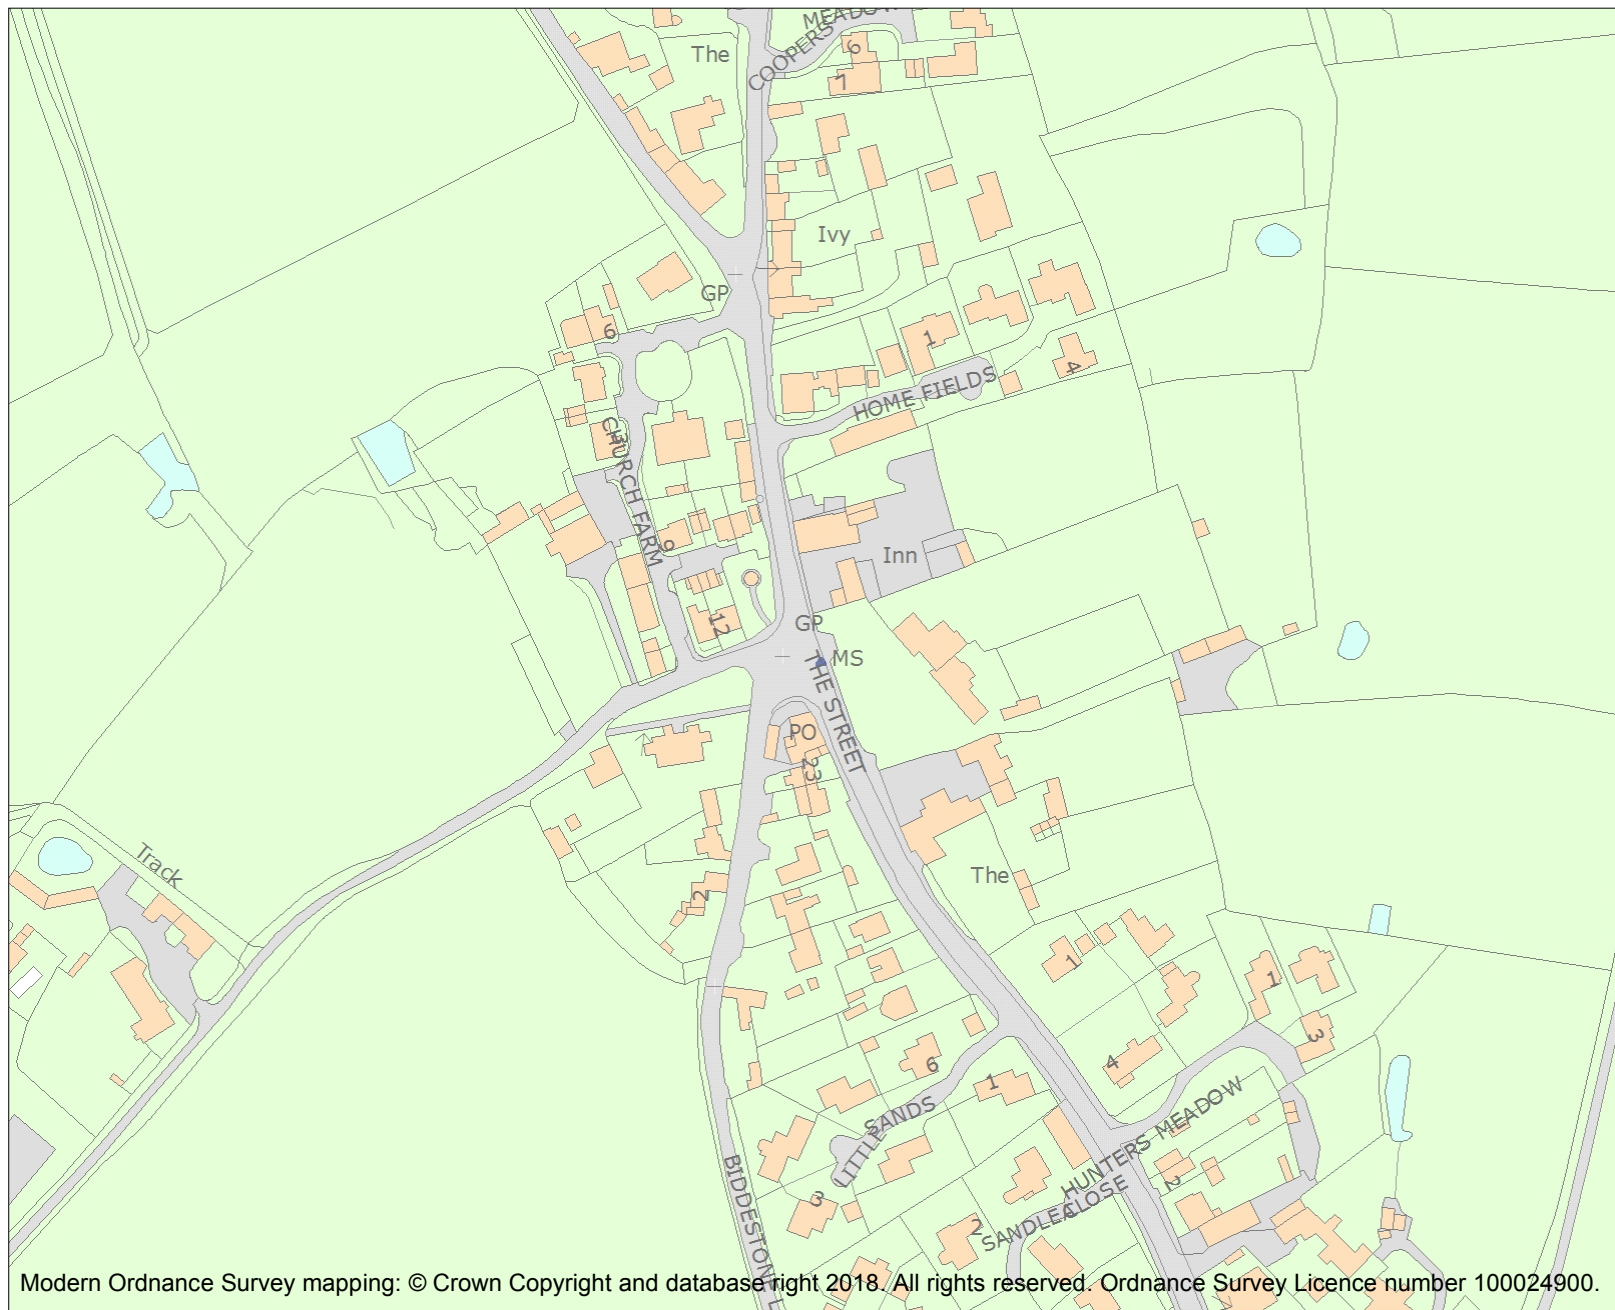 MEADOW
COOPERS
The
6
7
Ivy
GP
6
1
4
HOME FIELDS
CHURCH FARM
9
Inn
12
GP
MS
THE STREET
PO
23
Track
The
2
1
1
3
4
6
1
LITTLE SANDS
3
HUNTERS MEADOW
2
SANDLEA CLOSE
2
BIDDESTONE L
Modern Ordnance Survey mapping: © Crown Copyright and database right 2018. All rights reserved. Ordnance Survey Licence number 100024900.